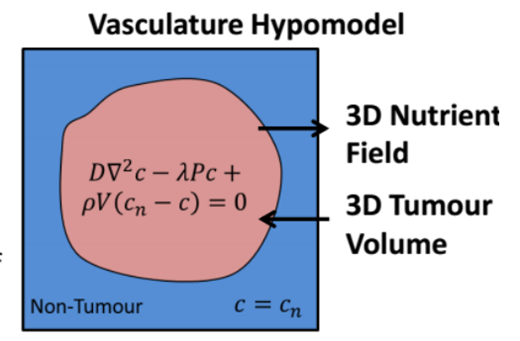 Vasculature Hypomodel
3D Nutrient
Field
D∇²c − λPc +
ρV(cₙ − c) = 0
3D Tumour
Volume
Non-Tumour
c = cₙ